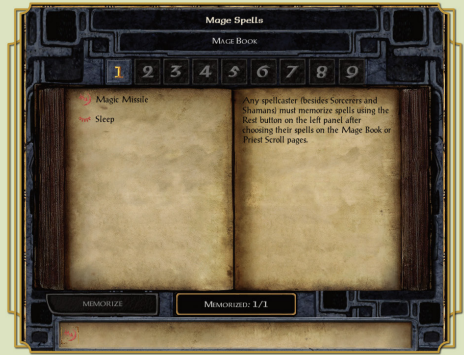 Mage Spells
Mage Book
1 2 3 4 5 6 7 8 9
Magic Missile
Sleep
Any spellcaster (besides Sorcerers and
Shamans) must memorize spells using the
Rest button on the left panel after
choosing their spells on the Mage Book or
Priest Scroll pages.
MEMORIZE
Memorized: 1/1